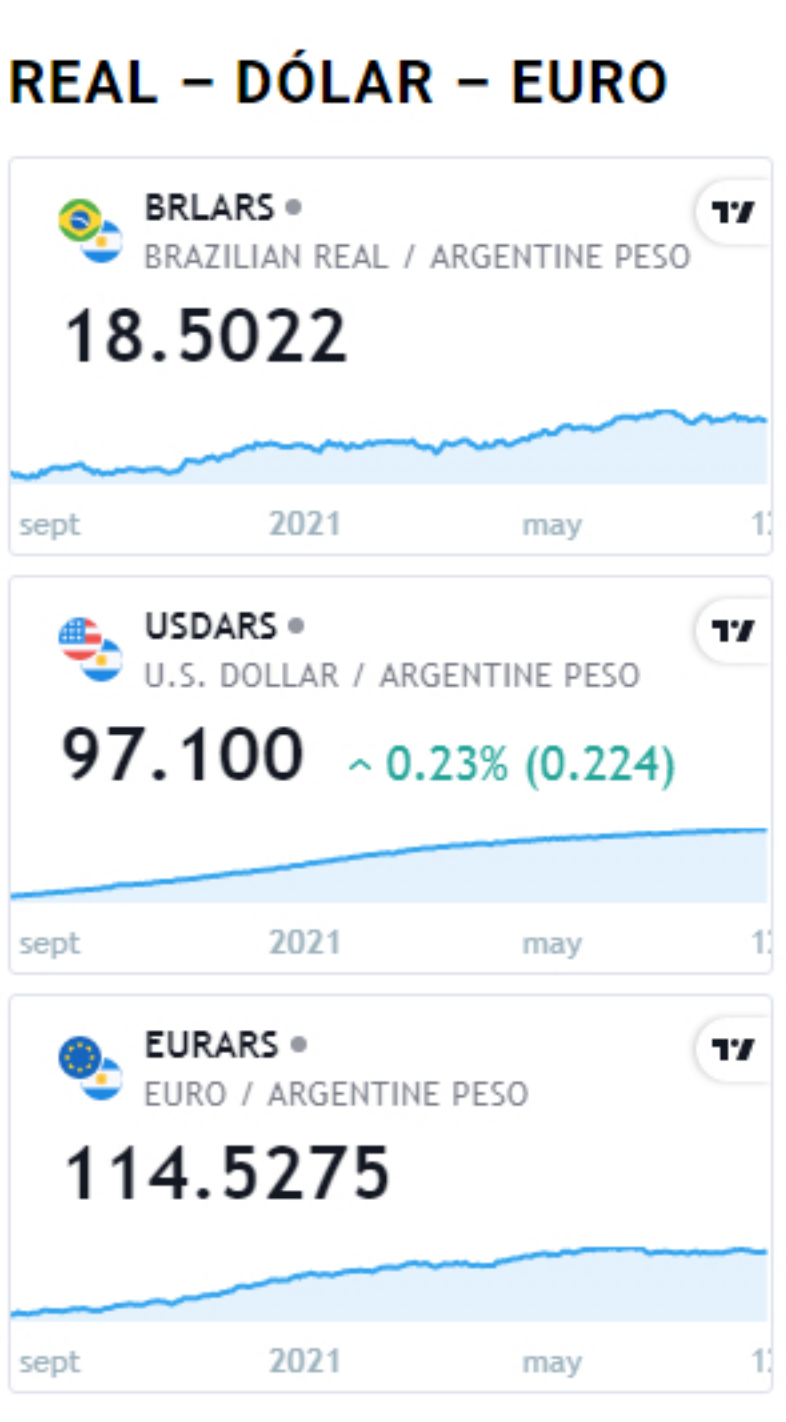 REAL – DÓLAR – EURO
BRLARS
BRAZILIAN REAL / ARGENTINE PESO
18.5022
sept 2021 may
USDARS
U.S. DOLLAR / ARGENTINE PESO
97.100 0.23% (0.224)
sept 2021 may
EURARS
EURO / ARGENTINE PESO
114.5275
sept 2021 may